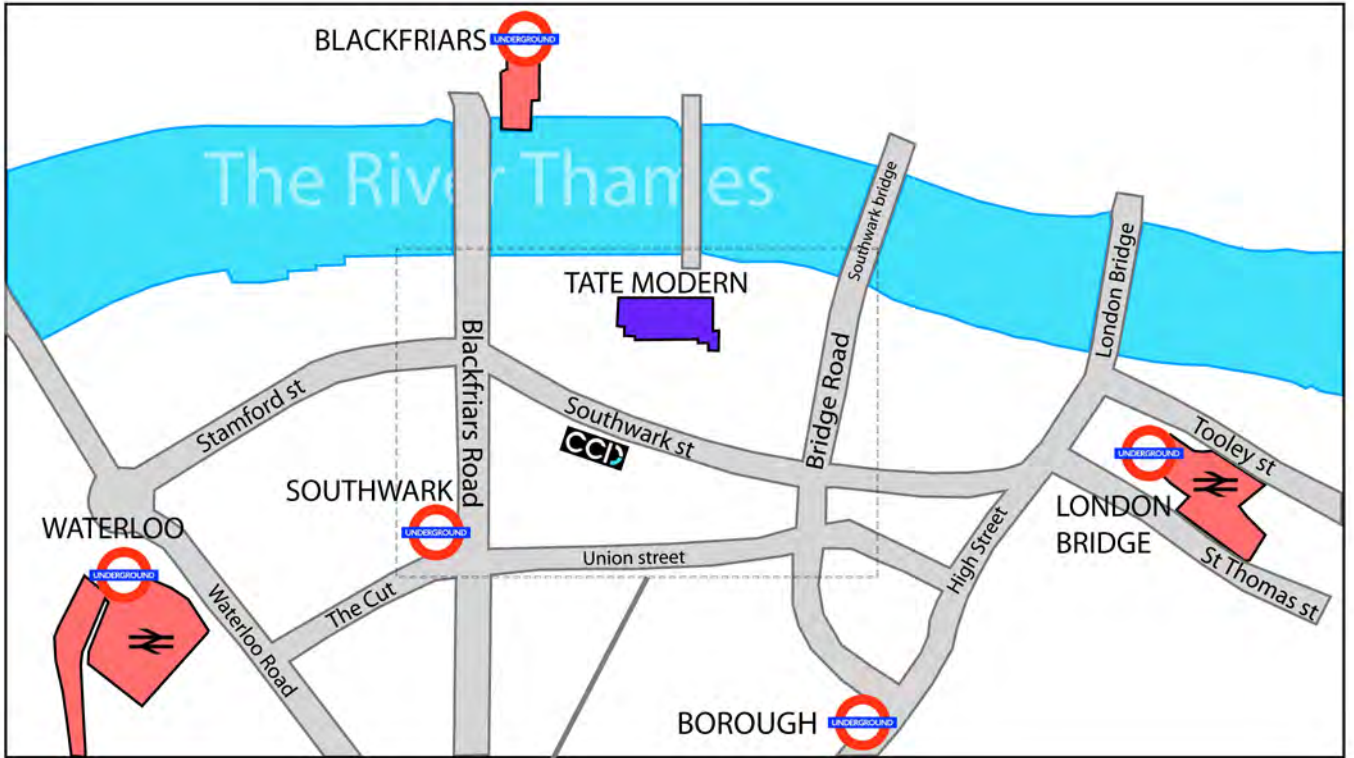 BLACKFRIARS
UNDERGROUND
The River Thames
Southwark bridge
London Bridge
TATE MODERN
Blackfriars Road
Bridge Road
Stamford st
Southwark st
CCI
Tooley st
UNDERGROUND
SOUTHWARK
UNDERGROUND
LONDON
BRIDGE
WATERLOO
UNDERGROUND
Union street
High Street
St Thomas st
The Cut
Waterloo Road
BOROUGH
UNDERGROUND